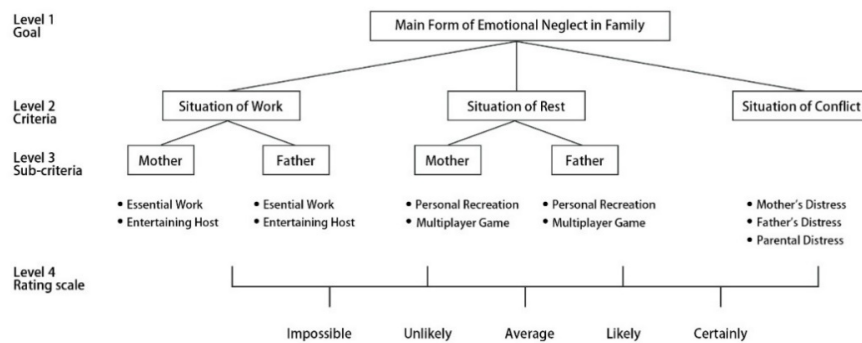 Level 1
Goal
Main Form of Emotional Neglect in Family
Level 2
Criteria
Situation of Work
Situation of Rest
Situation of Conflict
Level 3
Sub-criteria
Mother
Father
Mother
Father
• Essential Work
• Entertaining Host
• Esential Work
• Entertaining Host
• Personal Recreation
• Multiplayer Game
• Personal Recreation
• Multiplayer Game
• Mother's Distress
• Father's Distress
• Parental Distress
Level 4
Rating scale
Impossible
Unlikely
Average
Likely
Certainly